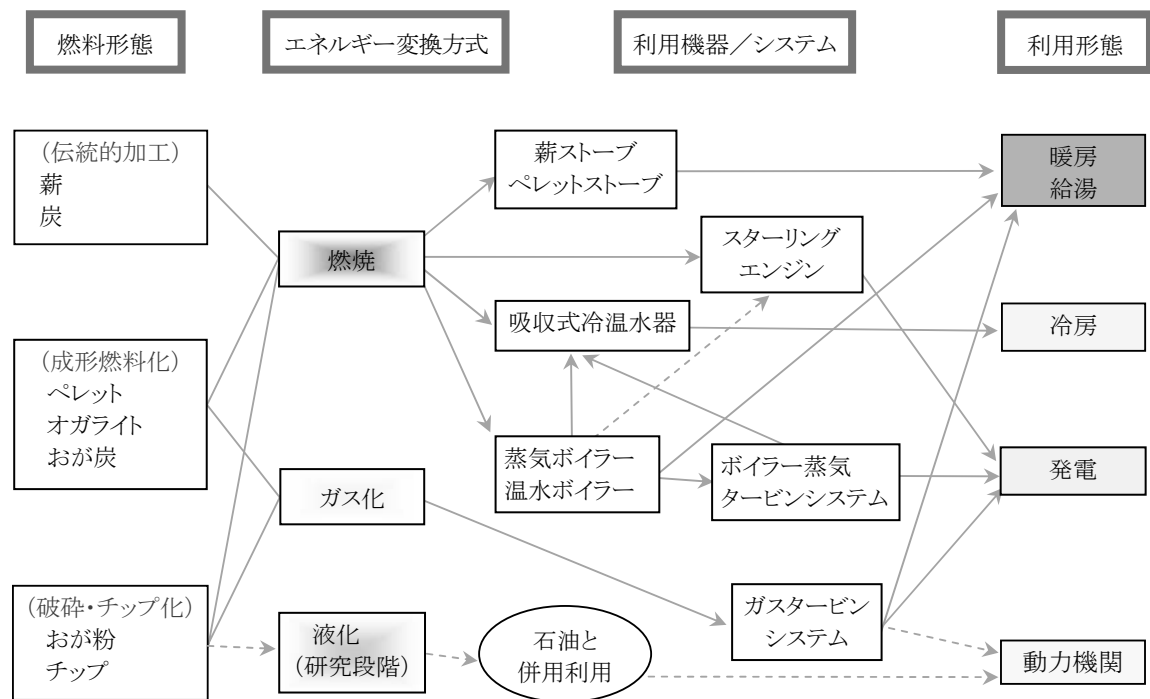 燃料形態
エネルギー変換方式
利用機器／システム
利用形態
（伝統的加工）
薪
炭
（成形燃料化）
ペレット
オガライト
おが炭
（破砕・チップ化）
おが粉
チップ
燃焼
ガス化
液化
（研究段階）
薪ストーブ
ペレットストーブ
スターリング
エンジン
吸収式冷温水器
蒸気ボイラー
温水ボイラー
ボイラー蒸気
タービンシステム
ガスタービン
システム
石油と
併用利用
暖房
給湯
冷房
発電
動力機関